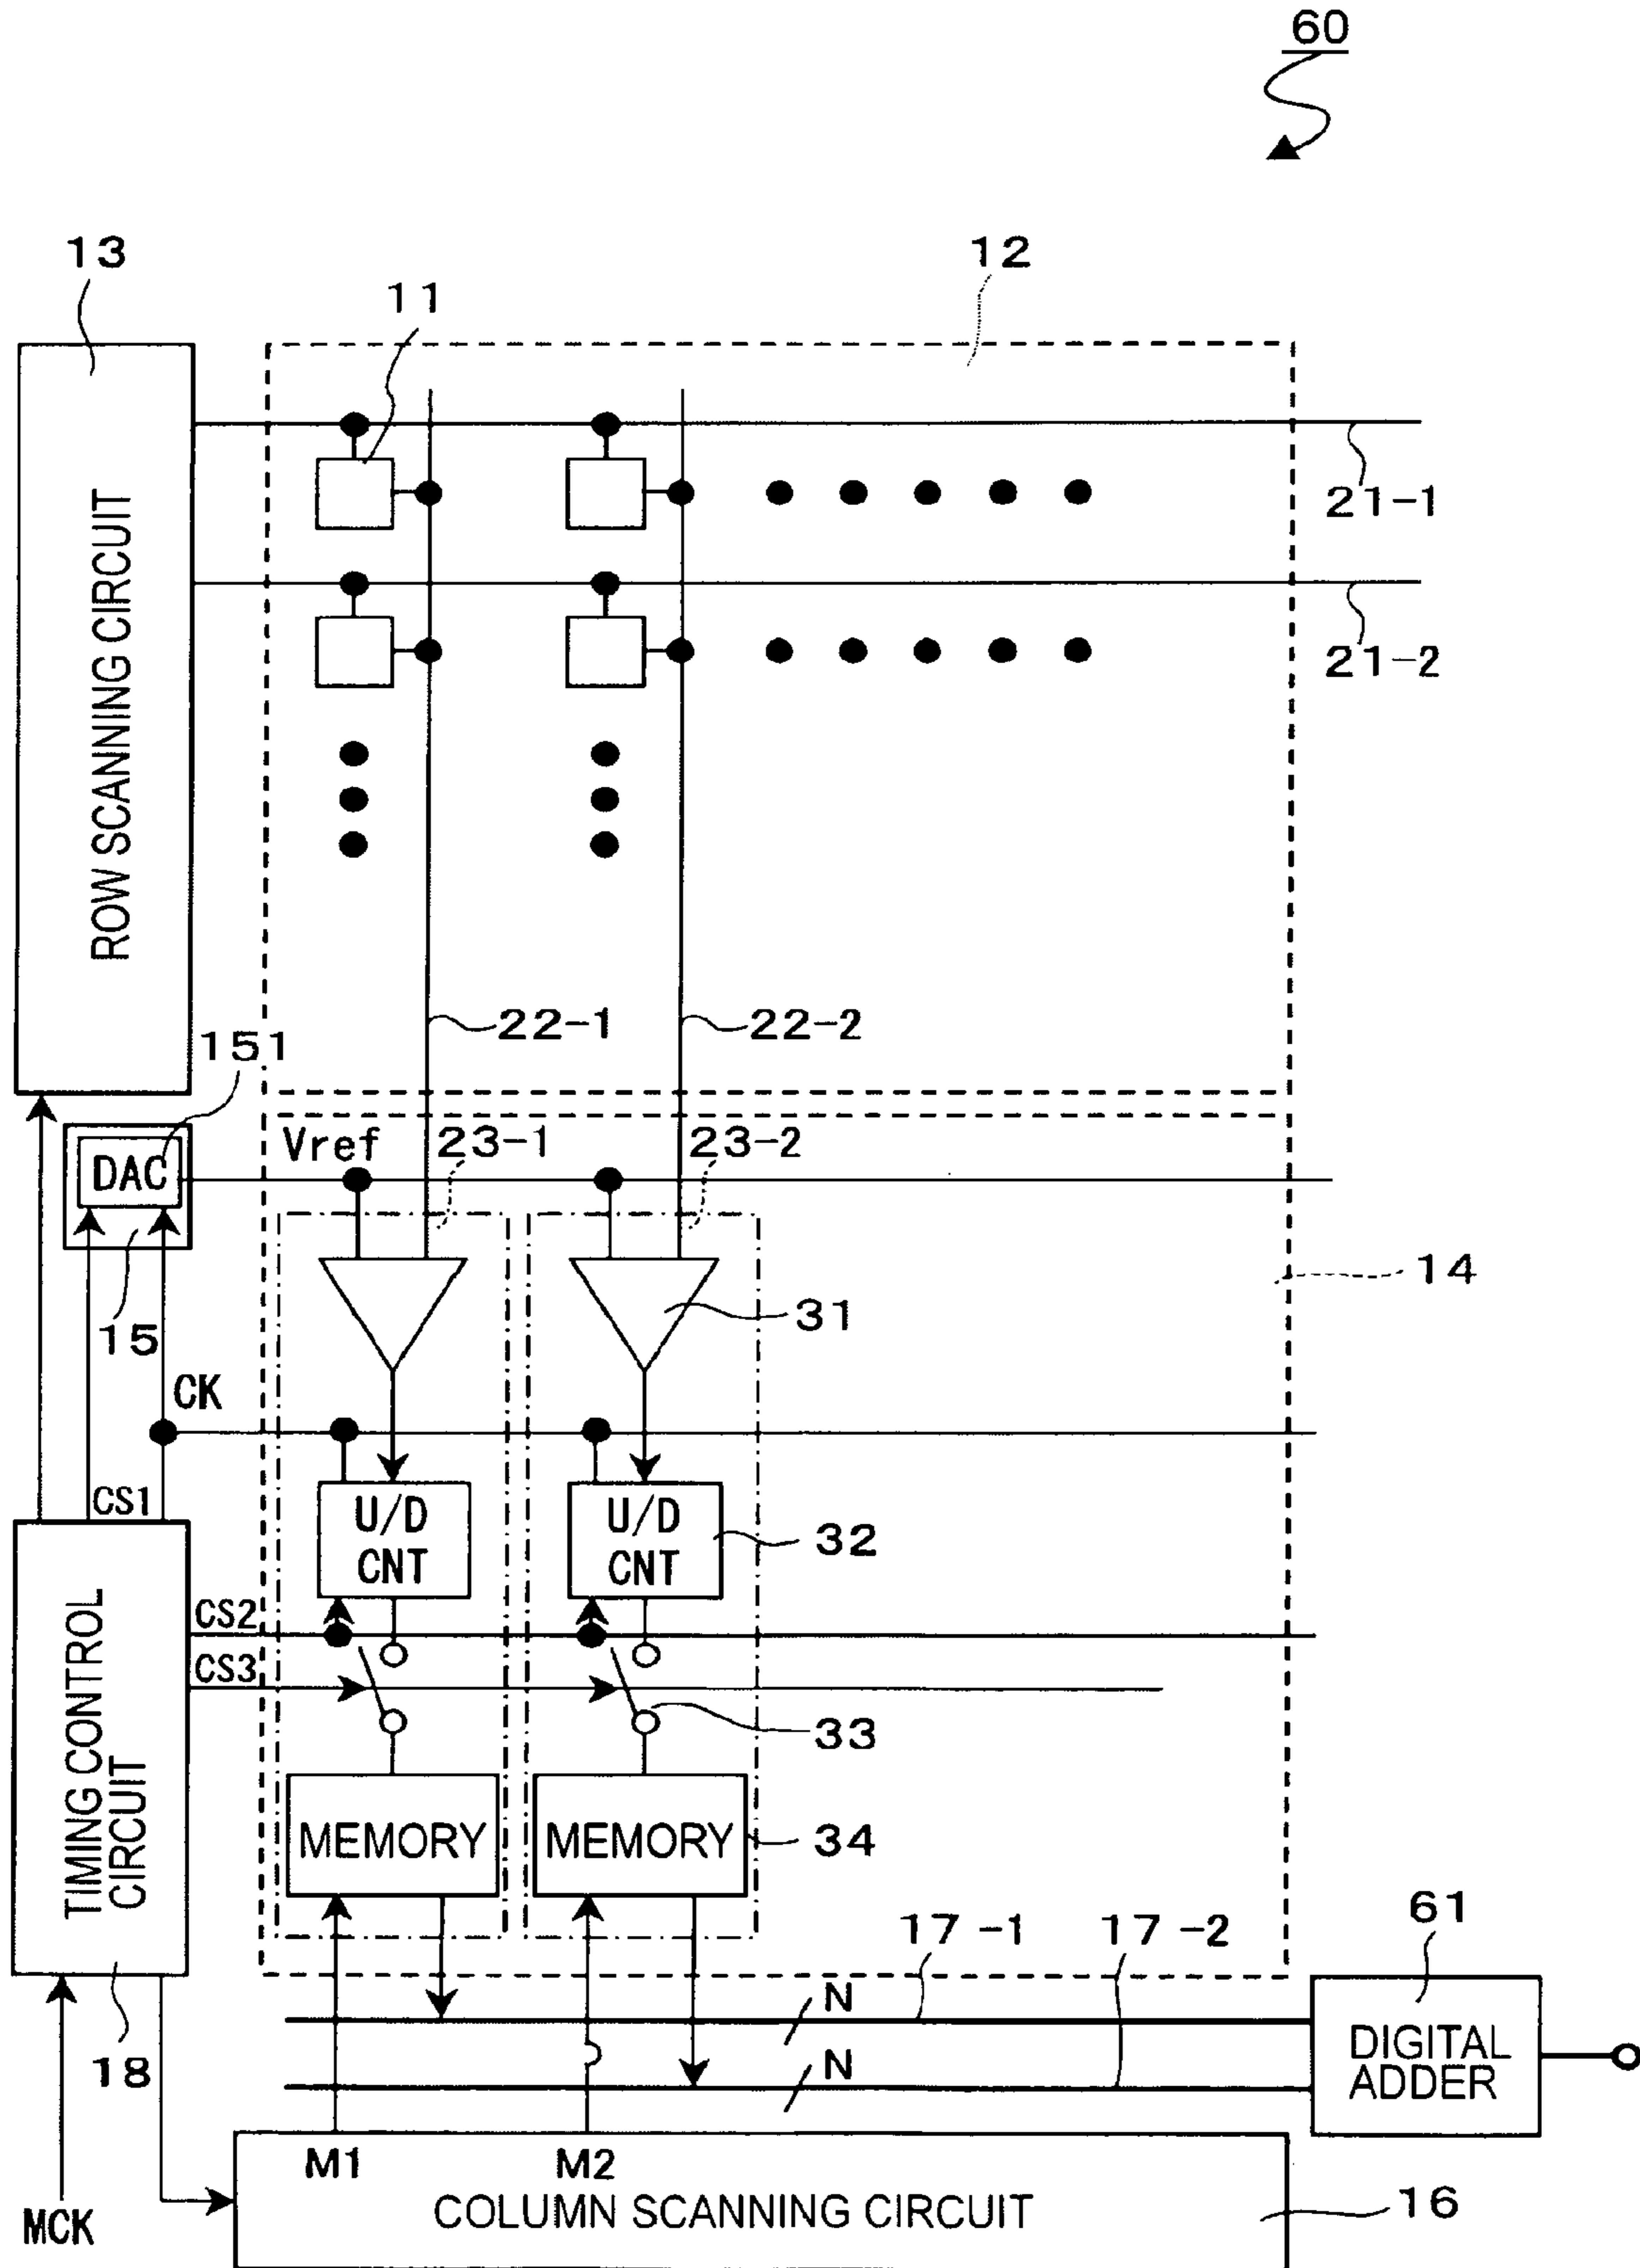 60
13
11
12
21-1
21-2
ROW SCANNING CIRCUIT
22-1
22-2
151
DAC
Vref
23-1
23-2
15
14
31
CK
CS1
U/D
CNT
U/D
CNT
32
CS2
CS3
33
TIMING CONTROL
CIRCUIT
MEMORY
MEMORY
34
17-1
17-2
61
N
N
DIGITAL
ADDER
18
M1
M2
MCK
COLUMN SCANNING CIRCUIT
16